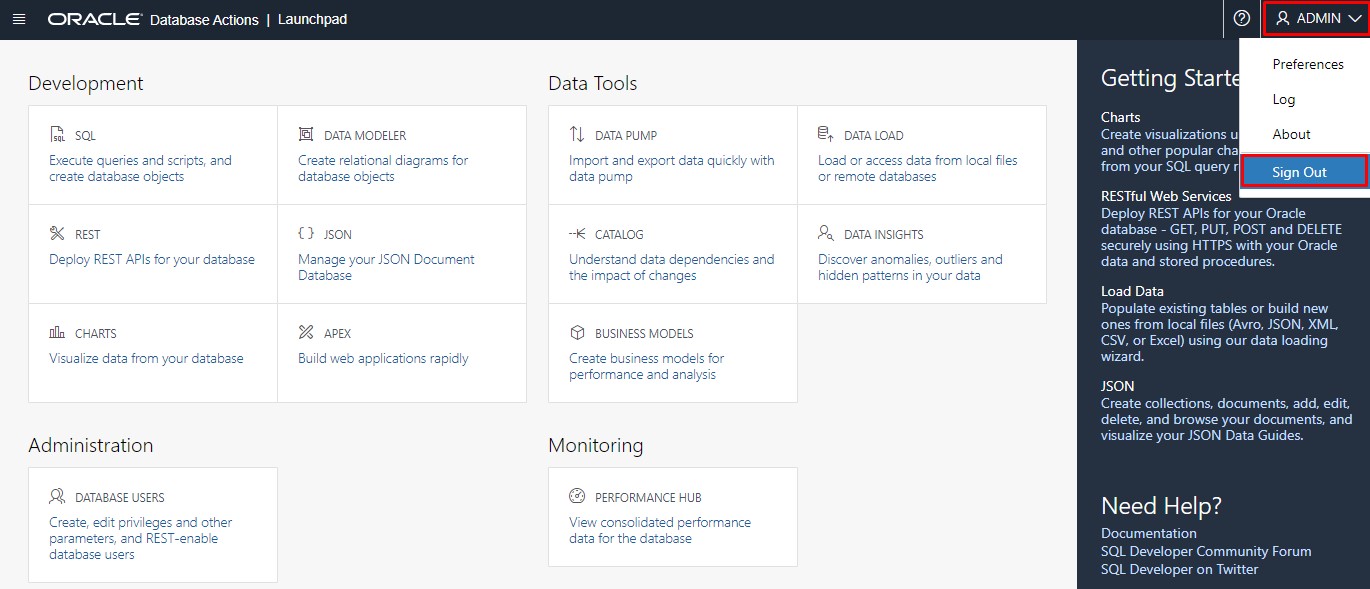 ORACLE Database Actions | Launchpad
ADMIN
Preferences
Log
About
Sign Out
Development
SQL
Execute queries and scripts, and
create database objects
DATA MODELER
Create relational diagrams for
database objects
REST
Deploy REST APIs for your database
JSON
Manage your JSON Document
Database
CHARTS
Visualize data from your database
APEX
Build web applications rapidly
Data Tools
DATA PUMP
Import and export data quickly with
data pump
DATA LOAD
Load or access data from local files
or remote databases
CATALOG
Understand data dependencies and
the impact of changes
DATA INSIGHTS
Discover anomalies, outliers and
hidden patterns in your data
BUSINESS MODELS
Create business models for
performance and analysis
Administration
DATABASE USERS
Create, edit privileges and other
parameters, and REST-enable
database users
Monitoring
PERFORMANCE HUB
View consolidated performance
data for the database
Getting Starte
Charts
Create visualizations u
and other popular cha
from your SQL query r
RESTful Web Services
Deploy REST APIs for your Oracle
database - GET, PUT, POST and DELETE
securely using HTTPS with your Oracle
data and stored procedures.
Load Data
Populate existing tables or build new
ones from local files (Avro, JSON, XML,
CSV, or Excel) using our data loading
wizard.
JSON
Create collections, documents, add, edit,
delete, and browse your documents, and
visualize your JSON Data Guides.
Need Help?
Documentation
SQL Developer Community Forum
SQL Developer on Twitter